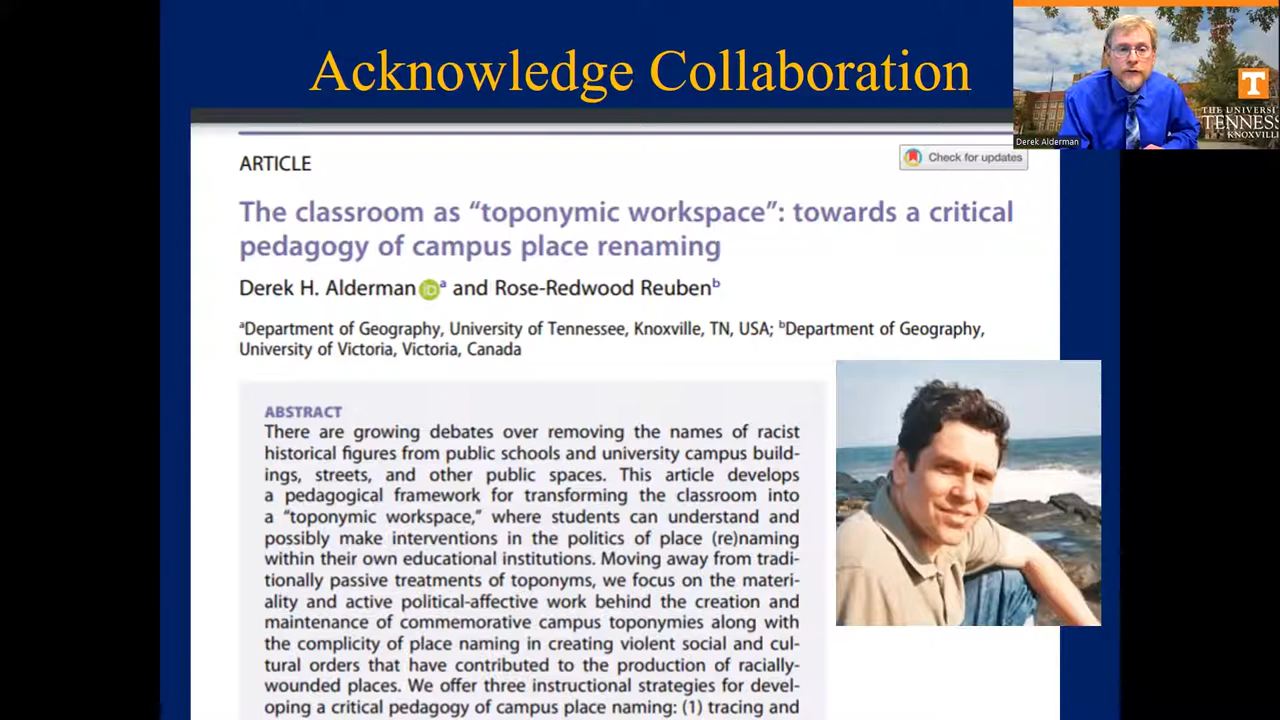 Acknowledge Collaboration
T
THE UNIVERSI
TENNESS
KNOXVILLE
Derek Alderman
ARTICLE
Check for updates
The classroom as “toponymic workspace”: towards a critical
pedagogy of campus place renaming
Derek H. Alderman iD a and Rose-Redwood Reuben b
aDepartment of Geography, University of Tennessee, Knoxville, TN, USA; bDepartment of Geography,
University of Victoria, Victoria, Canada
ABSTRACT
There are growing debates over removing the names of racist
historical figures from public schools and university campus build-
ings, streets, and other public spaces. This article develops
a pedagogical framework for transforming the classroom into
a “toponymic workspace,” where students can understand and
possibly make interventions in the politics of place (re)naming
within their own educational institutions. Moving away from tradi-
tionally passive treatments of toponyms, we focus on the materi-
ality and active political-affective work behind the creation and
maintenance of commemorative campus toponymies along with
the complicity of place naming in creating violent social and cul-
tural orders that have contributed to the production of racially-
wounded places. We offer three instructional strategies for devel-
oping a critical pedagogy of campus place naming: (1) tracing and